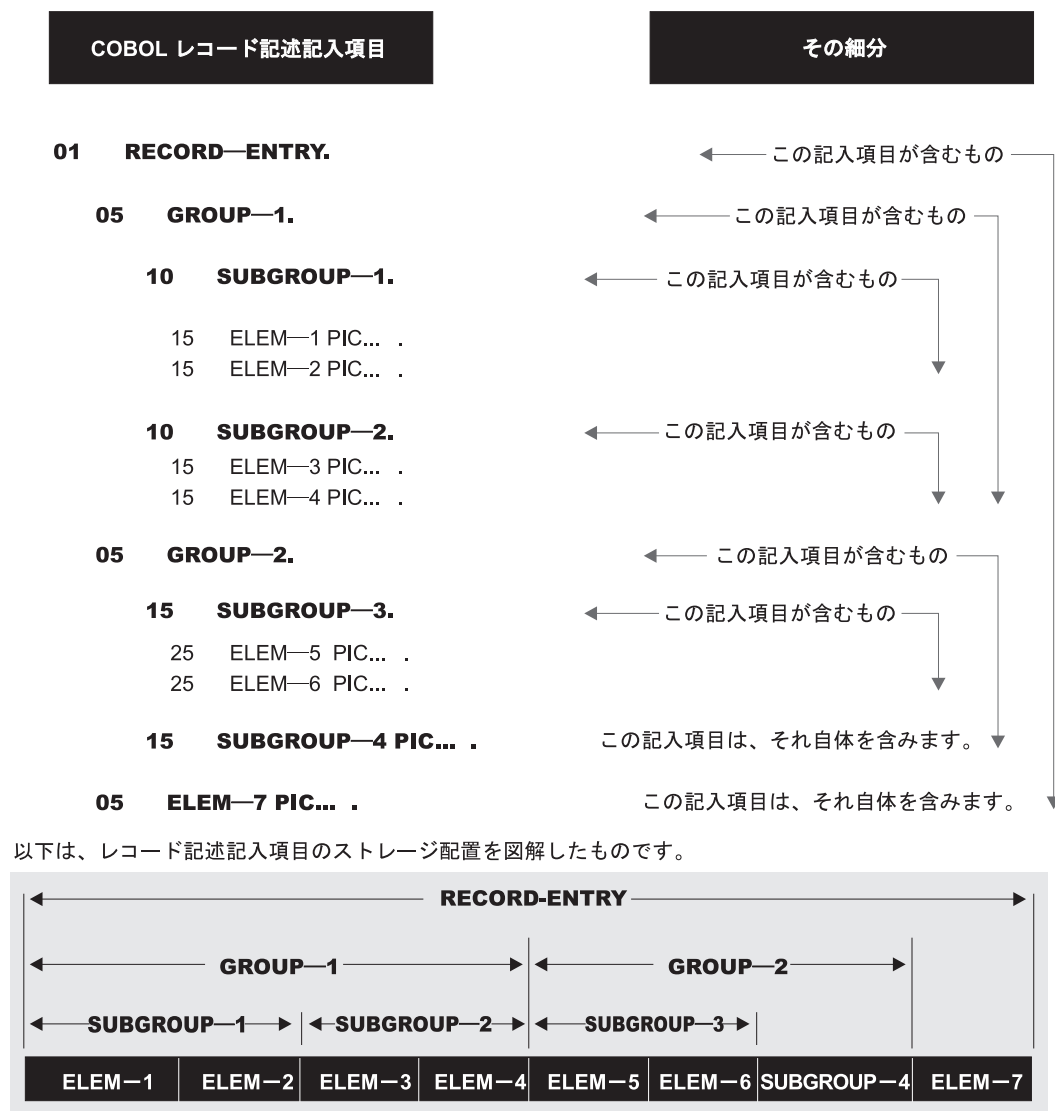 COBOL レコード記述記入項目 その細分
01 RECORD—ENTRY. この記入項目が含むもの
05 GROUP—1. この記入項目が含むもの
10 SUBGROUP—1. この記入項目が含むもの
15 ELEM—1 PIC... .
15 ELEM—2 PIC... .
10 SUBGROUP—2. この記入項目が含むもの
15 ELEM—3 PIC... .
15 ELEM—4 PIC... .
05 GROUP—2. この記入項目が含むもの
15 SUBGROUP—3. この記入項目が含むもの
25 ELEM—5 PIC... .
25 ELEM—6 PIC... .
15 SUBGROUP—4 PIC... . この記入項目は、それ自体を含みます。
05 ELEM—7 PIC... . この記入項目は、それ自体を含みます。
以下は、レコード記述記入項目のストレージ配置を図解したものです。
RECORD-ENTRY
GROUP—1 GROUP—2
SUBGROUP—1 SUBGROUP—2 SUBGROUP—3
ELEM－1 ELEM－2 ELEM－3 ELEM－4 ELEM－5 ELEM－6 SUBGROUP－4 ELEM－7